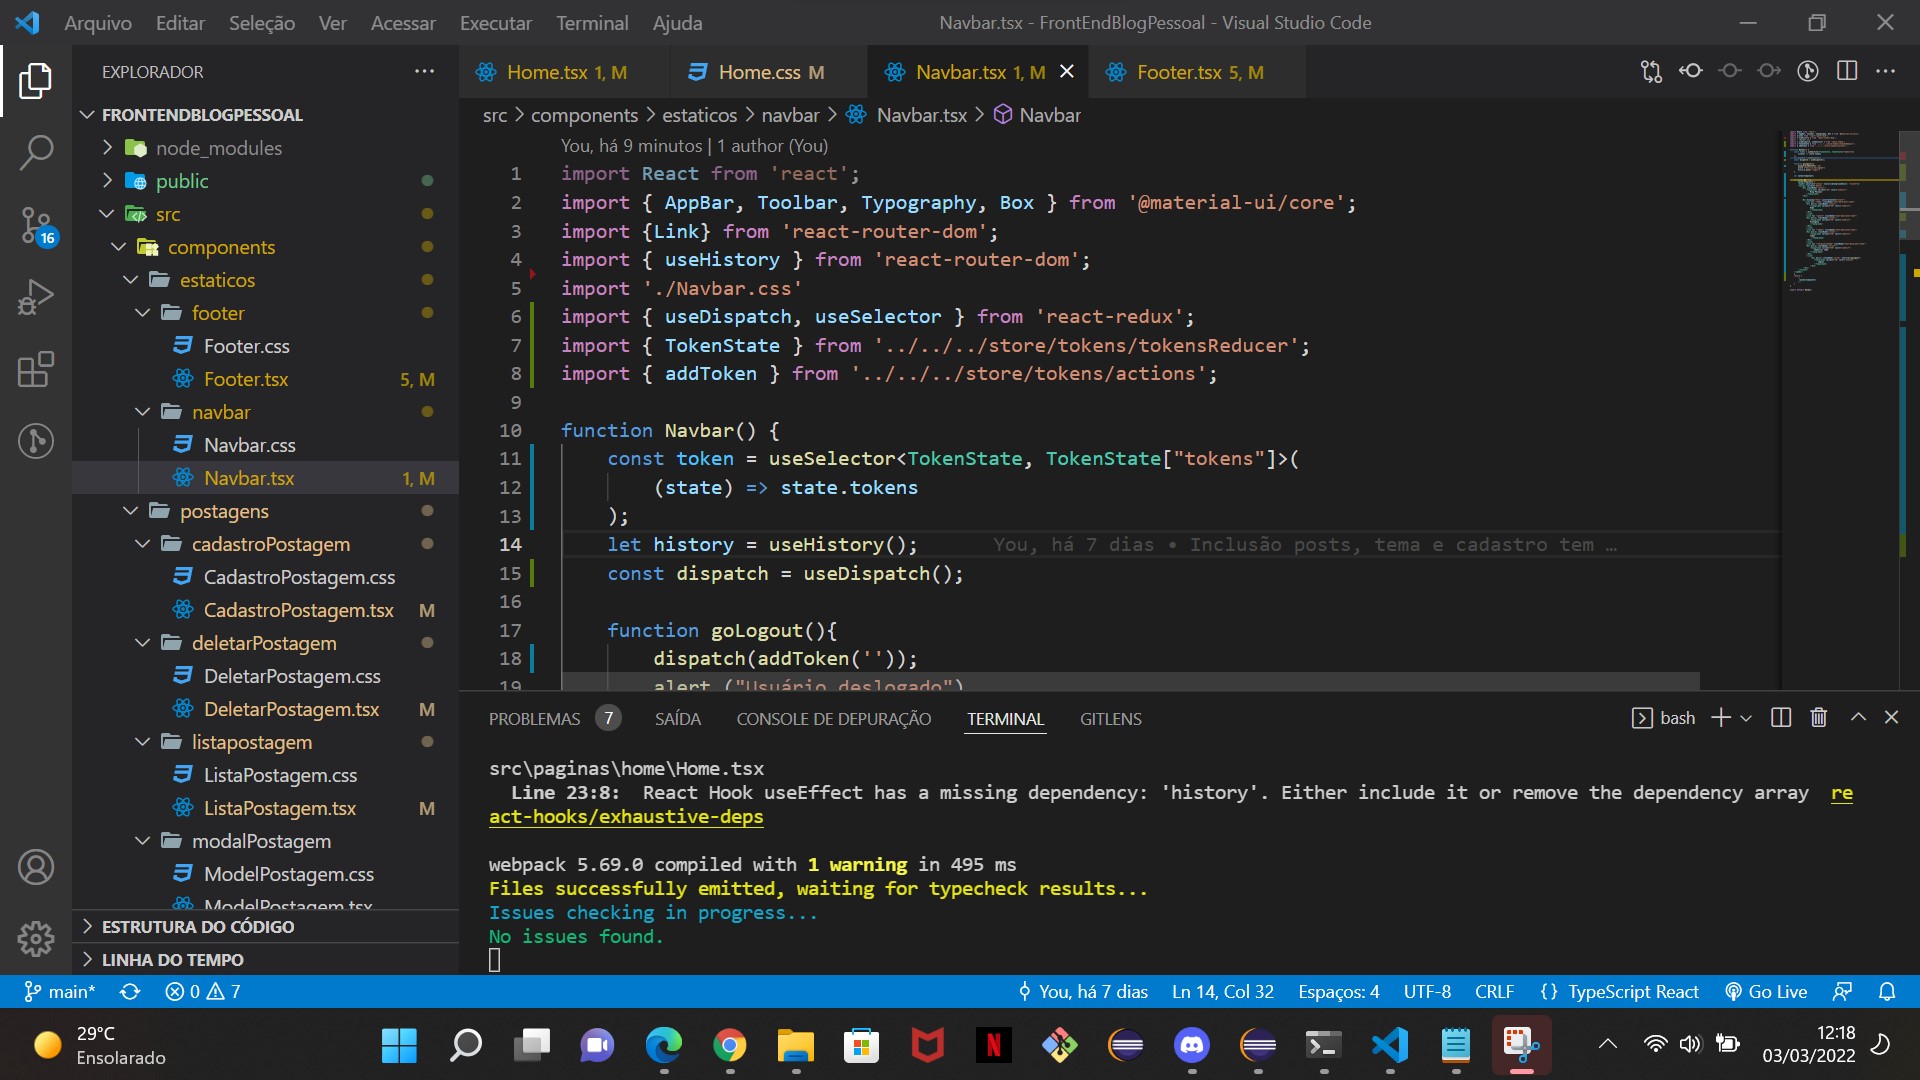 Arquivo Editar Seleção Ver Acessar Executar Terminal Ajuda Navbar.tsx - FrontEndBlogPessoal - Visual Studio Code
EXPLORADOR
Home.tsx 1, M Home.css M Navbar.tsx 1, M Footer.tsx 5, M
FRONTENDBLOGPESSOAL
node_modules
public
src
components
estaticos
footer
Footer.css
Footer.tsx 5, M
navbar
Navbar.css
Navbar.tsx 1, M
postagens
cadastroPostagem
CadastroPostagem.css
CadastroPostagem.tsx M
deletarPostagem
DeletarPostagem.css
DeletarPostagem.tsx M
listapostagem
ListaPostagem.css
ListaPostagem.tsx M
modalPostagem
ModelPostagem.css
ModelPostagem.tsx
ESTRUTURA DO CÓDIGO
LINHA DO TEMPO
16
src > components > estaticos > navbar > Navbar.tsx > Navbar
You, há 9 minutos | 1 author (You)
1 import React from 'react';
2 import { AppBar, Toolbar, Typography, Box } from '@material-ui/core';
3 import {Link} from 'react-router-dom';
4 import { useHistory } from 'react-router-dom';
5 import './Navbar.css'
6 import { useDispatch, useSelector } from 'react-redux';
7 import { TokenState } from '../../../store/tokens/tokensReducer';
8 import { addToken } from '../../../store/tokens/actions';
9
10 function Navbar() {
11 const token = useSelector<TokenState, TokenState["tokens"]>(
12 (state) => state.tokens
13 );
14 let history = useHistory(); You, há 7 dias • Inclusão posts, tema e cadastro tem …
15 const dispatch = useDispatch();
16
17 function goLogout(){
18 dispatch(addToken(''));
19 alert ("Usuário deslogado")
PROBLEMAS 7 SAÍDA CONSOLE DE DEPURAÇÃO TERMINAL GITLENS bash
src\paginas\home\Home.tsx
Line 23:8: React Hook useEffect has a missing dependency: 'history'. Either include it or remove the dependency array re
act-hooks/exhaustive-deps
webpack 5.69.0 compiled with 1 warning in 495 ms
Files successfully emitted, waiting for typecheck results...
Issues checking in progress...
No issues found.
main* 0 7 You, há 7 dias Ln 14, Col 32 Espaços: 4 UTF-8 CRLF {} TypeScript React Go Live
29°C
Ensolarado
N
12:18
03/03/2022